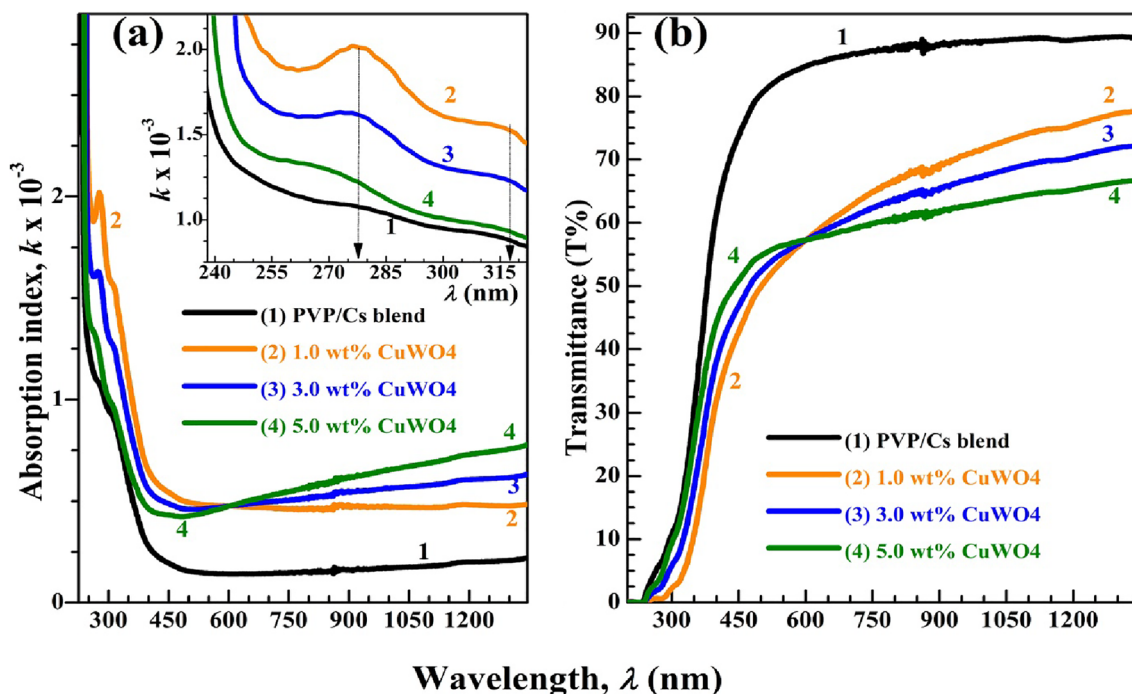 (a)
2
1
0
300 450 600 750 900 1050 1200
Absorption index, k x 10⁻³
2
4
4
3
2
1
2.0
1.5
1.0
k x 10⁻³
240 255 270 285 300 315
λ (nm)
2
3
4
1
(1) PVP/Cs blend
(2) 1.0 wt% CuWO4
(3) 3.0 wt% CuWO4
(4) 5.0 wt% CuWO4
(b)
90
80
70
60
50
40
30
20
10
0
300 450 600 750 900 1050 1200
Transmittance (T%)
1
2
3
4
4
2
(1) PVP/Cs blend
(2) 1.0 wt% CuWO4
(3) 3.0 wt% CuWO4
(4) 5.0 wt% CuWO4
Wavelength, λ (nm)